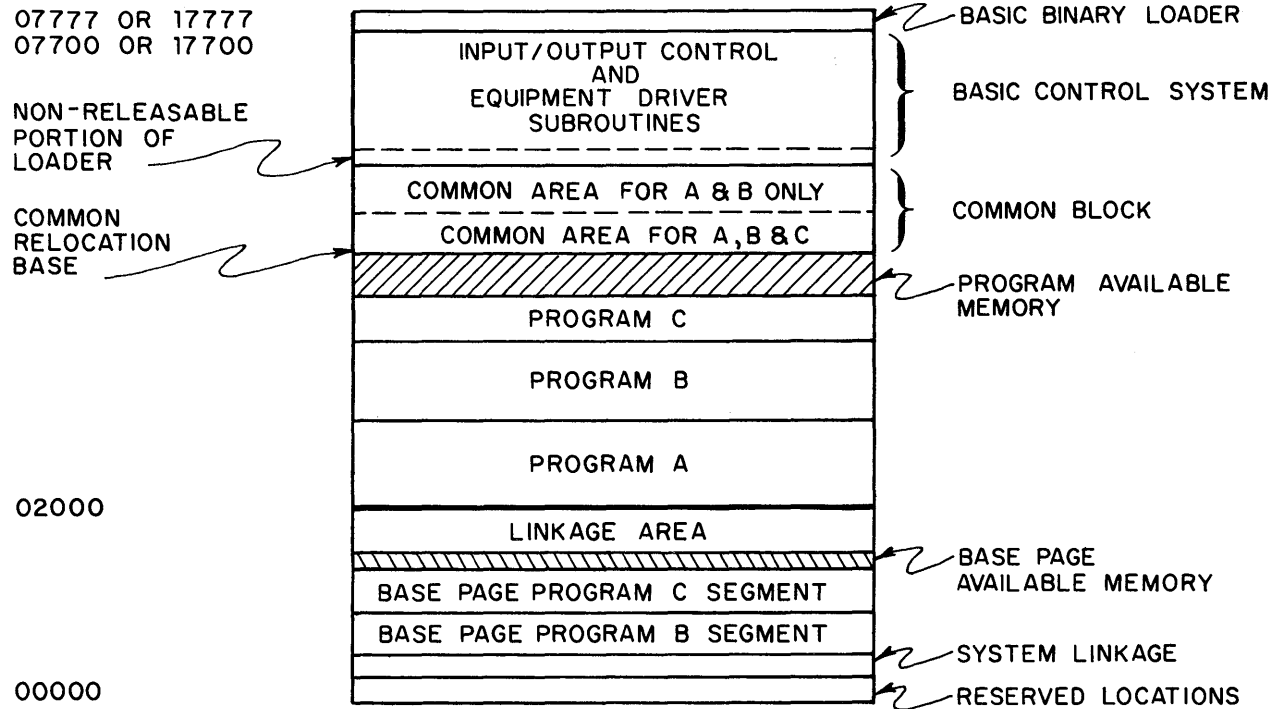 07777 OR 17777
BASIC BINARY LOADER
07700 OR 17700
INPUT/OUTPUT CONTROL
AND
EQUIPMENT DRIVER
SUBROUTINES
BASIC CONTROL SYSTEM
NON-RELEASABLE
PORTION OF
LOADER
COMMON AREA FOR A & B ONLY
COMMON BLOCK
COMMON
RELOCATION
BASE
COMMON AREA FOR A, B & C
PROGRAM AVAILABLE
MEMORY
PROGRAM C
PROGRAM B
PROGRAM A
02000
LINKAGE AREA
BASE PAGE
AVAILABLE MEMORY
BASE PAGE PROGRAM C SEGMENT
BASE PAGE PROGRAM B SEGMENT
SYSTEM LINKAGE
00000
RESERVED LOCATIONS